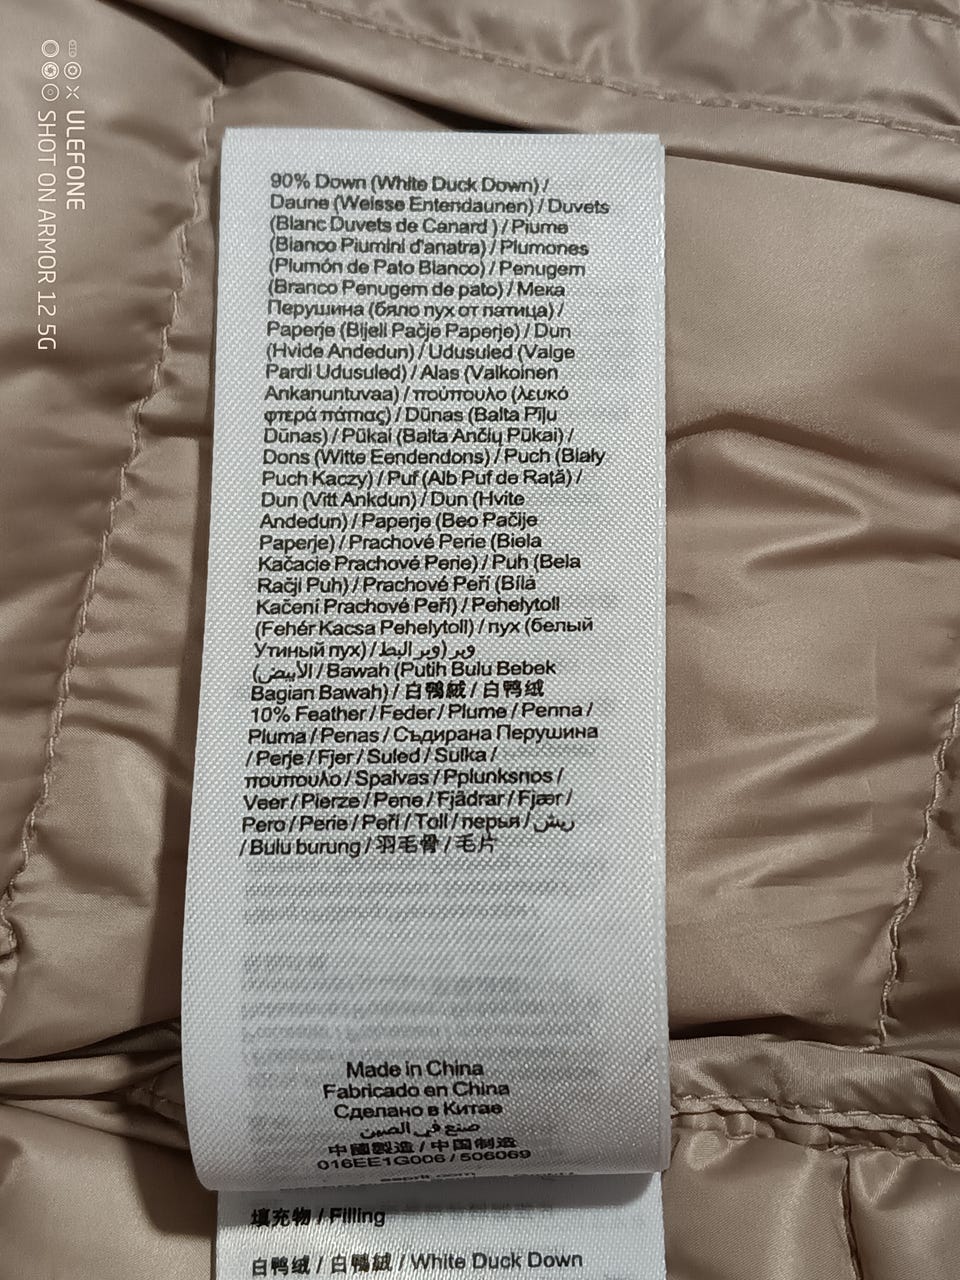 90% Down (White Duck Down) /
Daune (Weisse Entendaunen) / Duvets
(Blanc Duvets de Canard ) / Piume
(Bianco Piumini d'anatra) / Plumones
(Plumón de Pato Blanco) / Penugem
(Branco Penugem de pato) / Мека
Перушина (бяло пух от патица) /
Paperje (Bijeli Pačje Paperje) / Dun
(Hvide Andedun) / Udusuled (Valge
Pardi Udusuled) / Alas (Valkoinen
Ankanuntuvaa) / πούπουλο (λευκό
φτερά πάπιας) / Dūnas (Balta Pīļu
Dūnas) / Pūkai (Balta Ančių Pūkai) /
Dons (Witte Eendendons) / Puch (Biały
Puch Kaczy) / Puf (Alb Puf de Rață) /
Dun (Vitt Ankdun) / Dun (Hvite
Andedun) / Paperje (Beo Pačije
Paperje) / Prachové Perie (Biela
Kačacie Prachové Perie) / Puh (Bela
Račji Puh) / Prachové Peří (Bílá
Kačení Prachové Peří) / Pehelytoll
(Fehér Kacsa Pehelytoll) / пух (белый
Утиный пух) / وبر (وبر البط
الأبيض) / Bawah (Putih Bulu Bebek
Bagian Bawah) / 白鴨絨 / 白鸭绒
10% Feather / Feder / Plume / Penna /
Pluma / Penas / Съдирана Перушина
/ Perje / Fjer / Suled / Sulka /
πουπουλο / Spalvas / Pplunksnos /
Veer / Pierze / Pene / Fjädrar / Fjær /
Pero / Perie / Peří / Toll / перья / ريش
/ Bulu burung / 羽毛骨 / 毛片
Made in China
Fabricado en China
Сделано в Китае
صنع في الصين
中國製造 / 中国制造
016EE1G006 / 506069
esprit.com
填充物 / Filling
白鸭绒 / 白鴨絨 / White Duck Down
ULEFONE
SHOT ON ARMOR 12 5G